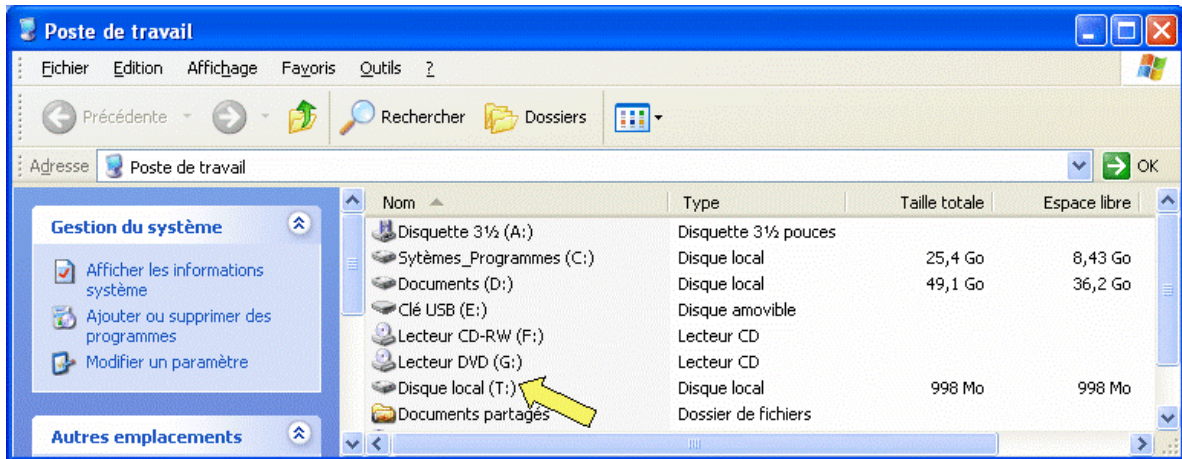 Poste de travail
Fichier Edition Affichage Favoris Outils ?
Précédente Rechercher Dossiers
Adresse Poste de travail OK
Nom Type Taille totale Espace libre
Gestion du système
Afficher les informations
système
Ajouter ou supprimer des
programmes
Modifier un paramètre
Autres emplacements
Disquette 3½ (A:) Disquette 3½ pouces
Sytèmes_Programmes (C:) Disque local 25,4 Go 8,43 Go
Documents (D:) Disque local 49,1 Go 36,2 Go
Clé USB (E:) Disque amovible
Lecteur CD-RW (F:) Lecteur CD
Lecteur DVD (G:) Lecteur CD
Disque local (T:) Disque local 998 Mo 998 Mo
Documents partagés Dossier de fichiers